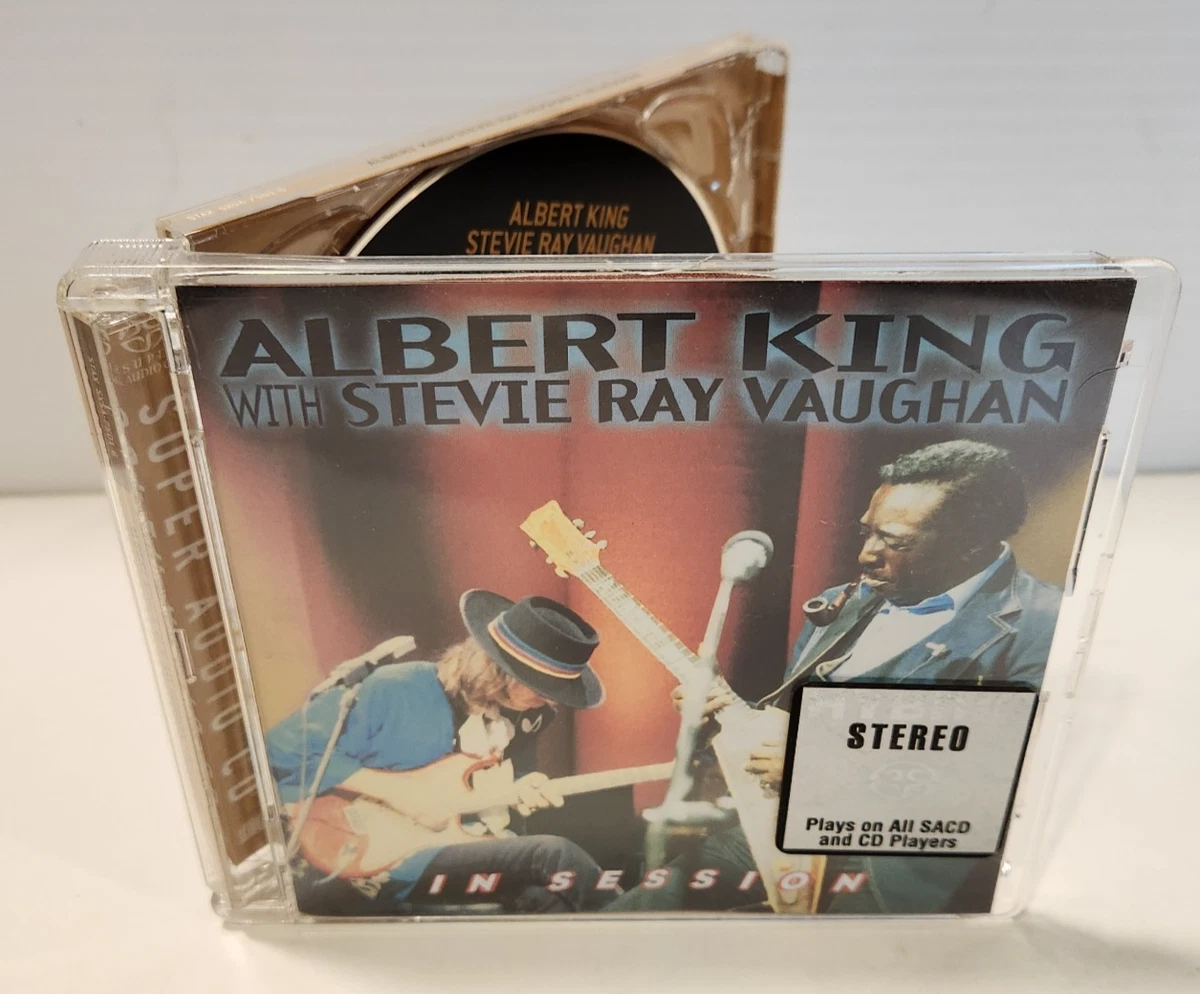 ALBERT KING
STEVIE RAY VAUGHAN
ALBERT KING
WITH STEVIE RAY VAUGHAN
SUPER AUDIO CD
STEREO
Plays on All SACD
and CD Players
IN SESSION